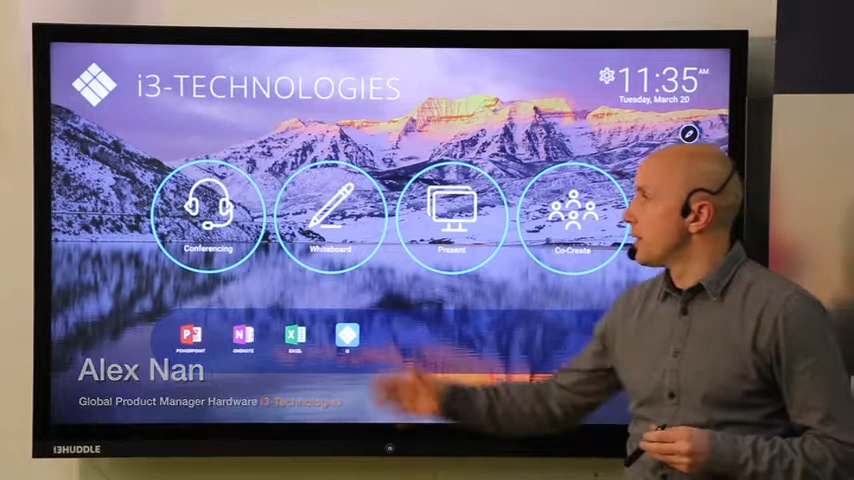 i3-TECHNOLOGIES
11:35 AM
Tuesday, March 20
Conferencing
Whiteboard
Present
Co-Create
POWERPOINT
ONENOTE
EXCEL
Alex Nan
Global Product Manager Hardware i3-Technologies
i3HUDDLE